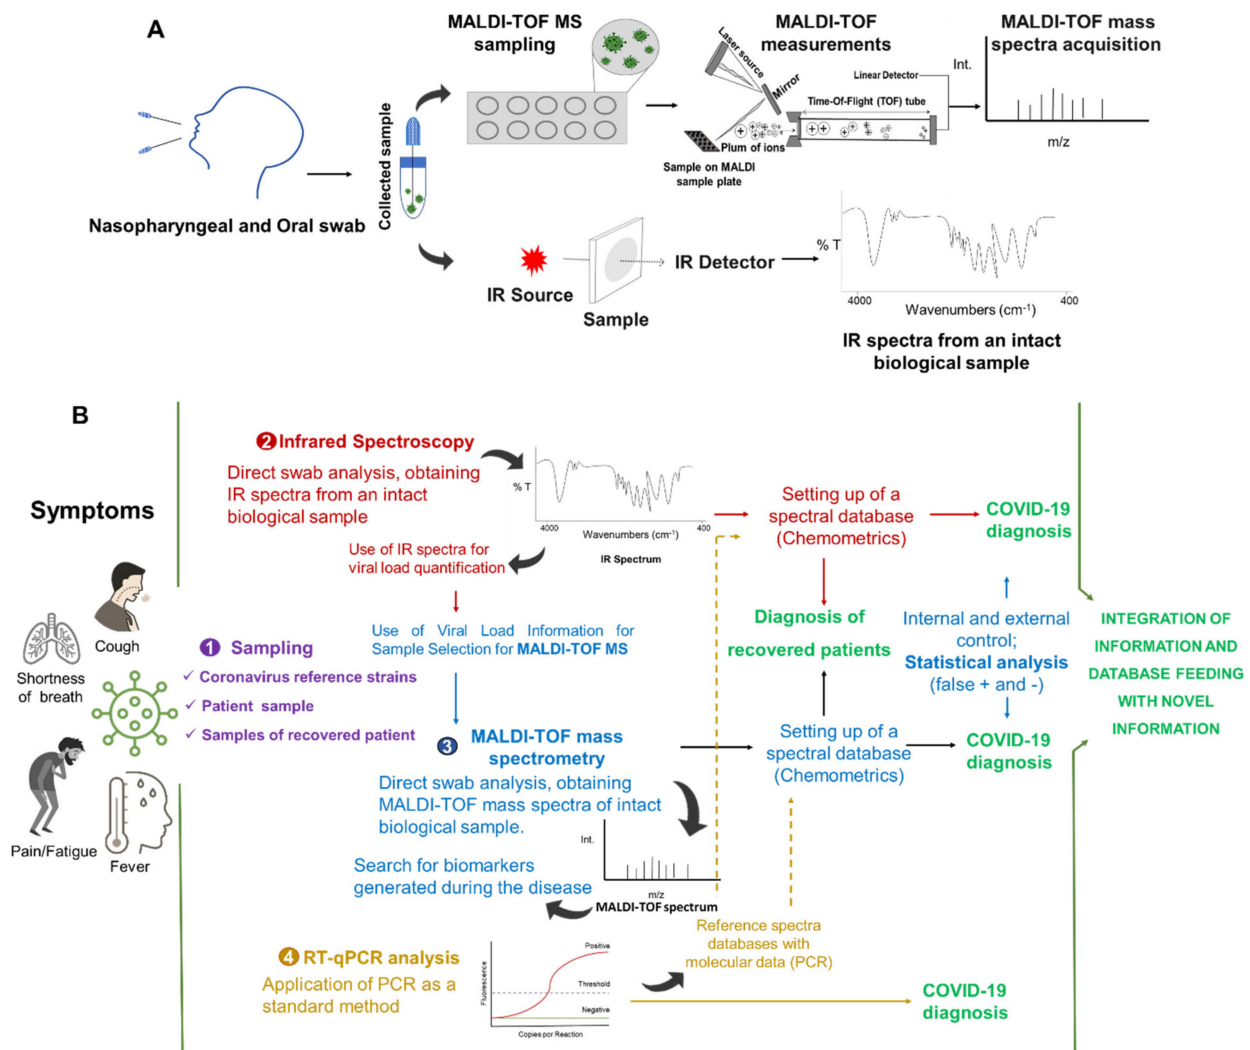 A
MALDI-TOF MS
sampling
MALDI-TOF
measurements
MALDI-TOF mass
spectra acquisition
Laser source
Mirror
Linear Detector
Time-Of-Flight (TOF) tube
Plum of ions
Sample on MALDI
sample plate
Int.
m/z
Collected sample
Nasopharyngeal and Oral swab
IR Source
Sample
IR Detector
% T
4000
400
Wavenumbers (cm-1)
IR spectra from an intact
biological sample
B
Symptoms
Cough
Shortness
of breath
Pain/Fatigue
Fever
1 Sampling
✓ Coronavirus reference strains
✓ Patient sample
✓ Samples of recovered patient
2 Infrared Spectroscopy
Direct swab analysis, obtaining
IR spectra from an intact
biological sample
% T
4000
400
Wavenumbers (cm-1)
IR Spectrum
Use of IR spectra for
viral load quantification
Use of Viral Load Information for
Sample Selection for MALDI-TOF MS
3 MALDI-TOF mass
spectrometry
Direct swab analysis, obtaining
MALDI-TOF mass spectra of intact
biological sample.
Int.
m/z
MALDI-TOF spectrum
Search for biomarkers
generated during the disease
4 RT-qPCR analysis
Application of PCR as a
standard method
Fluorescence
Positive
Threshold
Negative
Copies por Reaction
Reference spectra
databases with
molecular data (PCR)
Setting up of a
spectral database
(Chemometrics)
COVID-19
diagnosis
Diagnosis of
recovered patients
Internal and external
control;
Statistical analysis
(false + and -)
Setting up of a
spectral database
(Chemometrics)
COVID-19
diagnosis
COVID-19
diagnosis
INTEGRATION OF
INFORMATION AND
DATABASE FEEDING
WITH NOVEL
INFORMATION